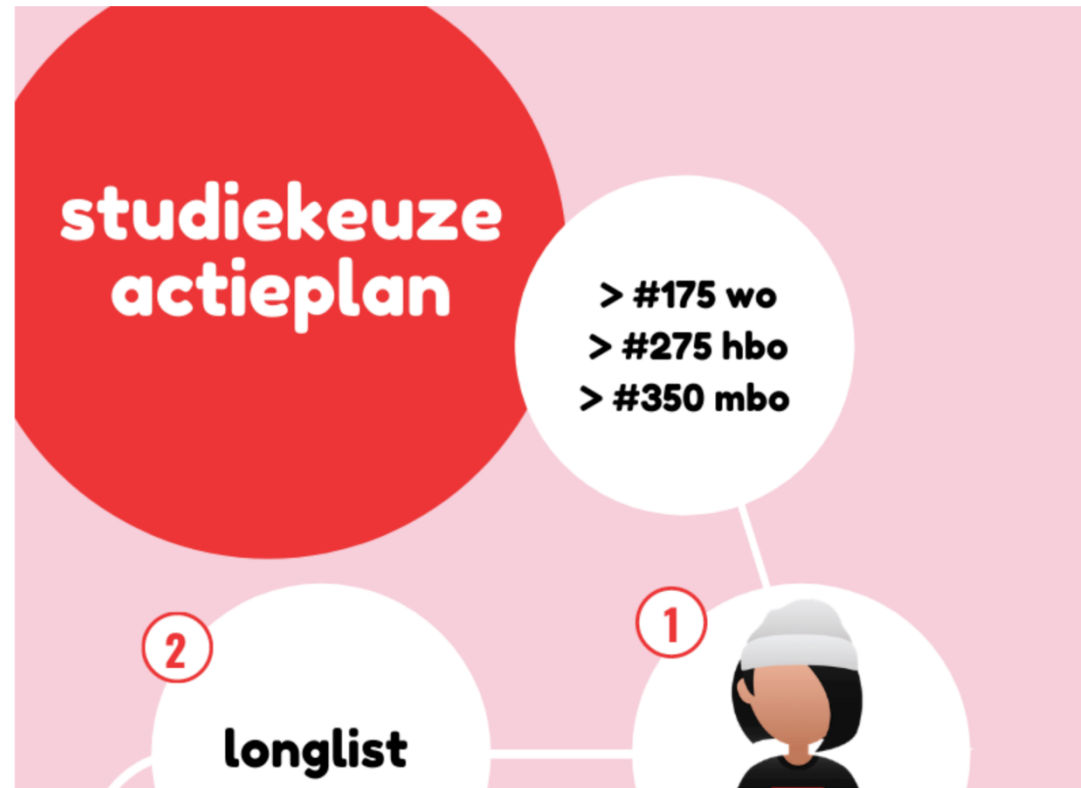 studiekeuze
actieplan
> #175 wo
> #275 hbo
> #350 mbo
1
2
longlist